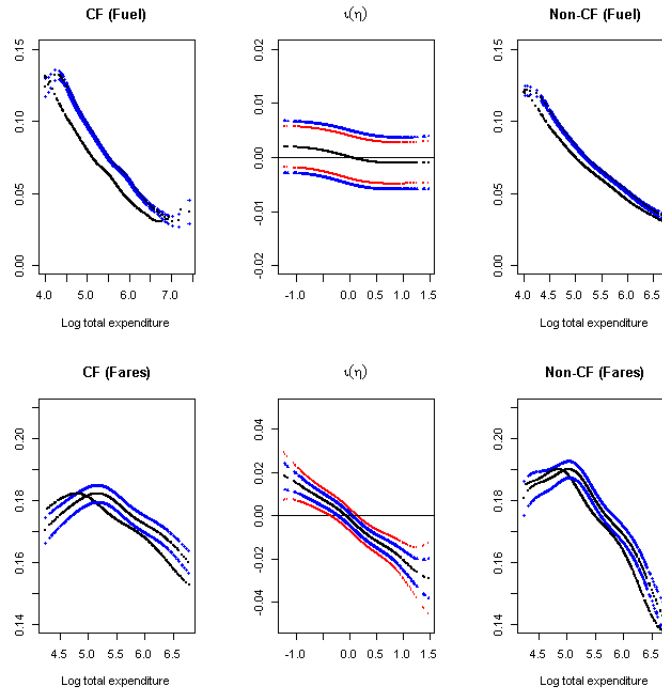 CF (Fuel)
ι(η)
Non-CF (Fuel)
0.15
0.10
0.05
0.00
4.0 5.0 6.0 7.0
Log total expenditure
0.02
0.01
0.00
-0.01
-0.02
-1.0 0.0 0.5 1.0 1.5
0.15
0.10
0.05
0.00
4.0 4.5 5.0 5.5 6.0 6.5
Log total expenditure
CF (Fares)
ι(η)
Non-CF (Fares)
0.20
0.18
0.16
0.14
4.5 5.0 5.5 6.0 6.5
Log total expenditure
0.04
0.02
0.00
-0.02
-0.04
-1.0 0.0 0.5 1.0 1.5
0.20
0.18
0.16
0.14
4.5 5.0 5.5 6.0 6.5
Log total expenditure